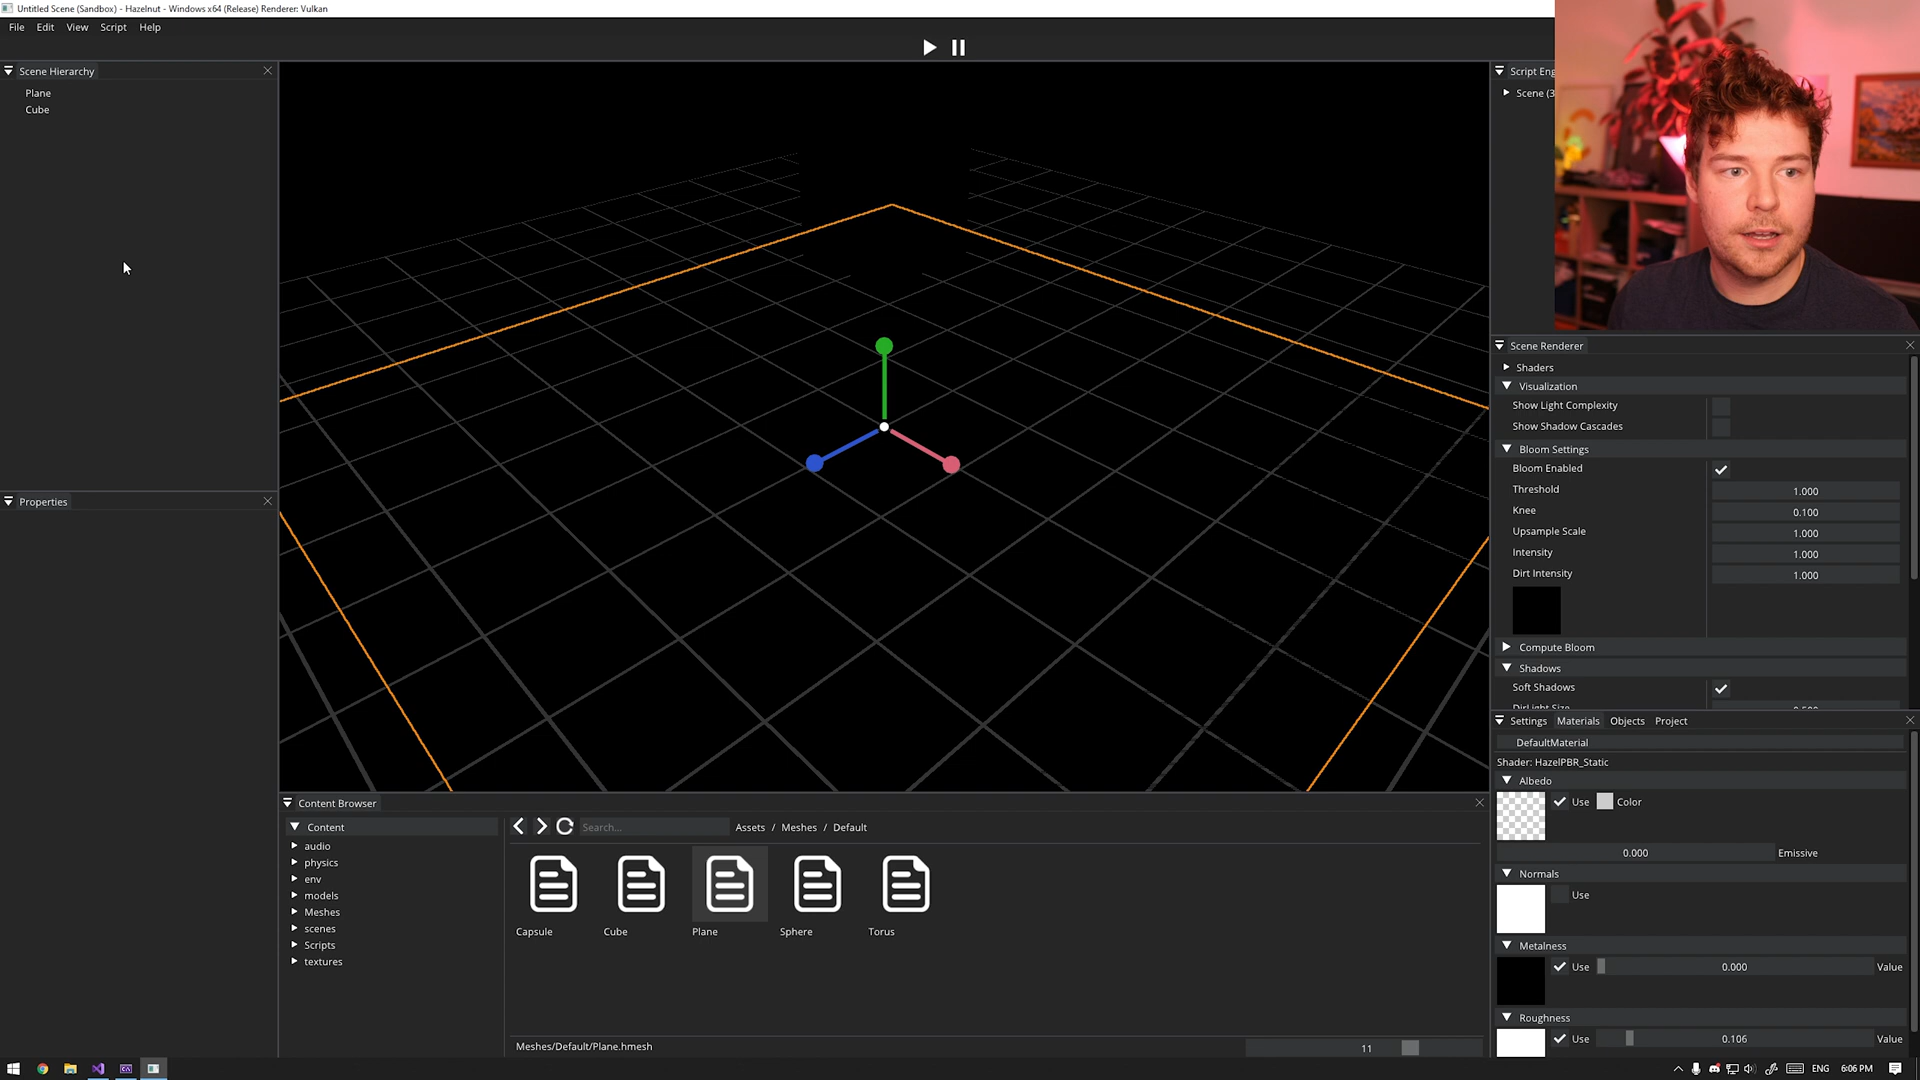 Untitled Scene (Sandbox) - Hazelnut - Windows x64 (Release) Renderer: Vulkan
File Edit View Script Help
Scene Hierarchy
Plane
Cube
Properties
Content Browser
Content
audio
physics
env
models
Meshes
scenes
Scripts
textures
Search...
Assets / Meshes / Default
Capsule Cube Plane Sphere Torus
Meshes/Default/Plane.hmesh
11
Script Eng
Scene (3
Scene Renderer
Shaders
Visualization
Show Light Complexity
Show Shadow Cascades
Bloom Settings
Bloom Enabled
Threshold 1.000
Knee 0.100
Upsample Scale 1.000
Intensity 1.000
Dirt Intensity 1.000
Compute Bloom
Shadows
Soft Shadows
DirLight Size 0.500
Settings Materials Objects Project
DefaultMaterial
Shader: HazelPBR_Static
Albedo
Use Color
0.000 Emissive
Normals
Use
Metalness
Use 0.000 Value
Roughness
Use 0.106 Value
ENG 6:06 PM